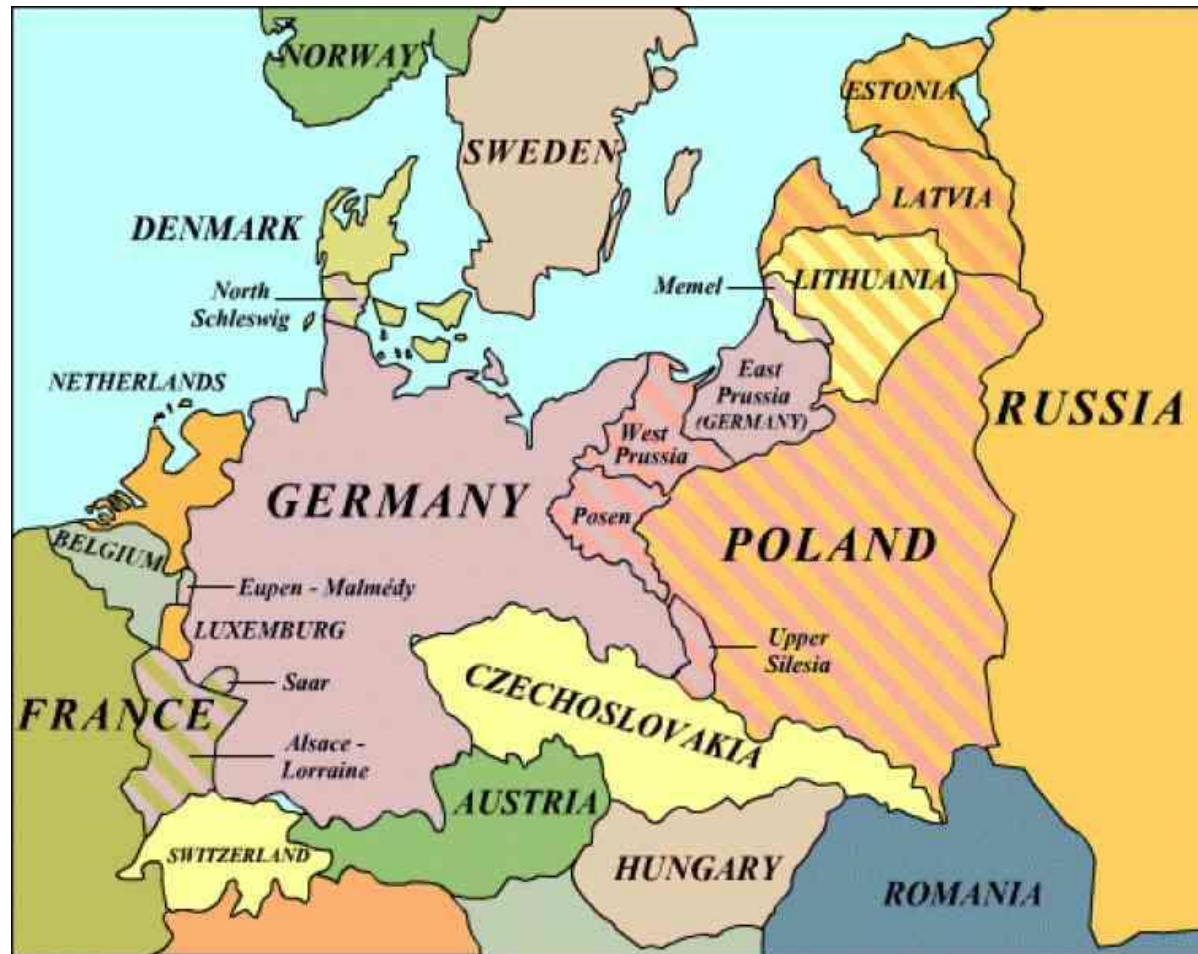 NORWAY
SWEDEN
ESTONIA
LATVIA
DENMARK
LITHUANIA
Memel
North
Schleswig
NETHERLANDS
East
Prussia
(GERMANY)
RUSSIA
West
Prussia
GERMANY
Posen
POLAND
BELGIUM
Eupen - Malmédy
LUXEMBURG
Upper
Silesia
Saar
FRANCE
CZECHOSLOVAKIA
Alsace -
Lorraine
AUSTRIA
SWITZERLAND
HUNGARY
ROMANIA